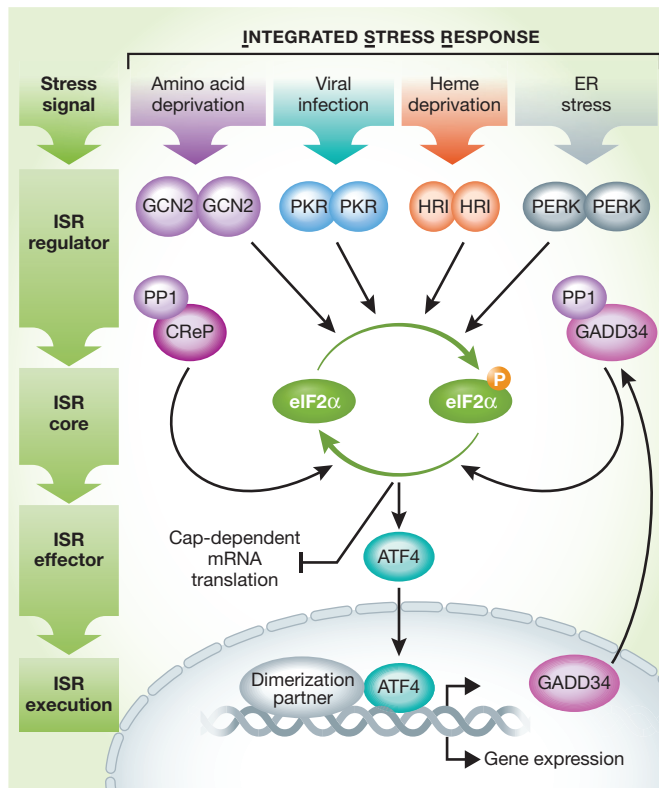 INTEGRATED STRESS RESPONSE
Stress
signal
Amino acid
deprivation
Viral
infection
Heme
deprivation
ER
stress
ISR
regulator
GCN2 GCN2
PKR PKR
HRI HRI
PERK PERK
PP1
CReP
PP1
GADD34
ISR
core
eIF2α
P
eIF2α
ISR
effector
Cap-dependent
mRNA
translation
ATF4
ISR
execution
Dimerization
partner
ATF4
GADD34
Gene expression